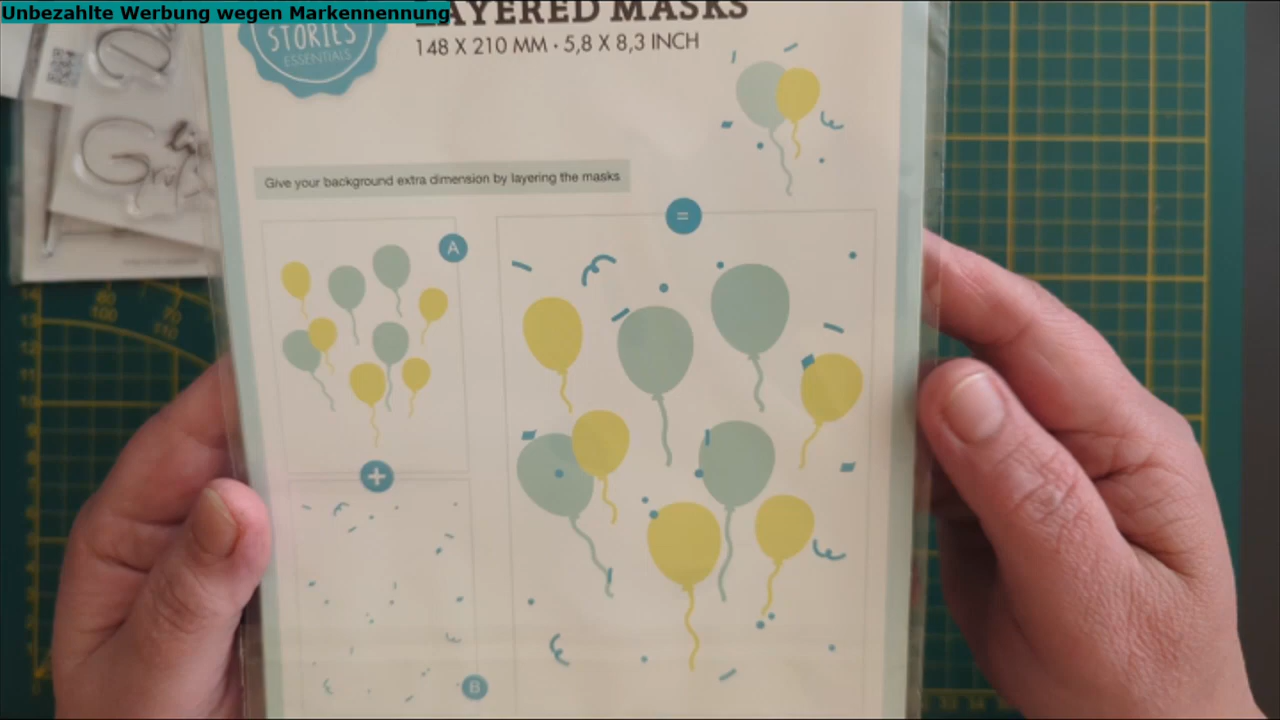 Unbezahlte Werbung wegen Markennennung
LAYERED MASKS
STORIES
ESSENTIALS
148 X 210 MM · 5,8 X 8,3 INCH
Give your background extra dimension by layering the masks
=
A
+
B